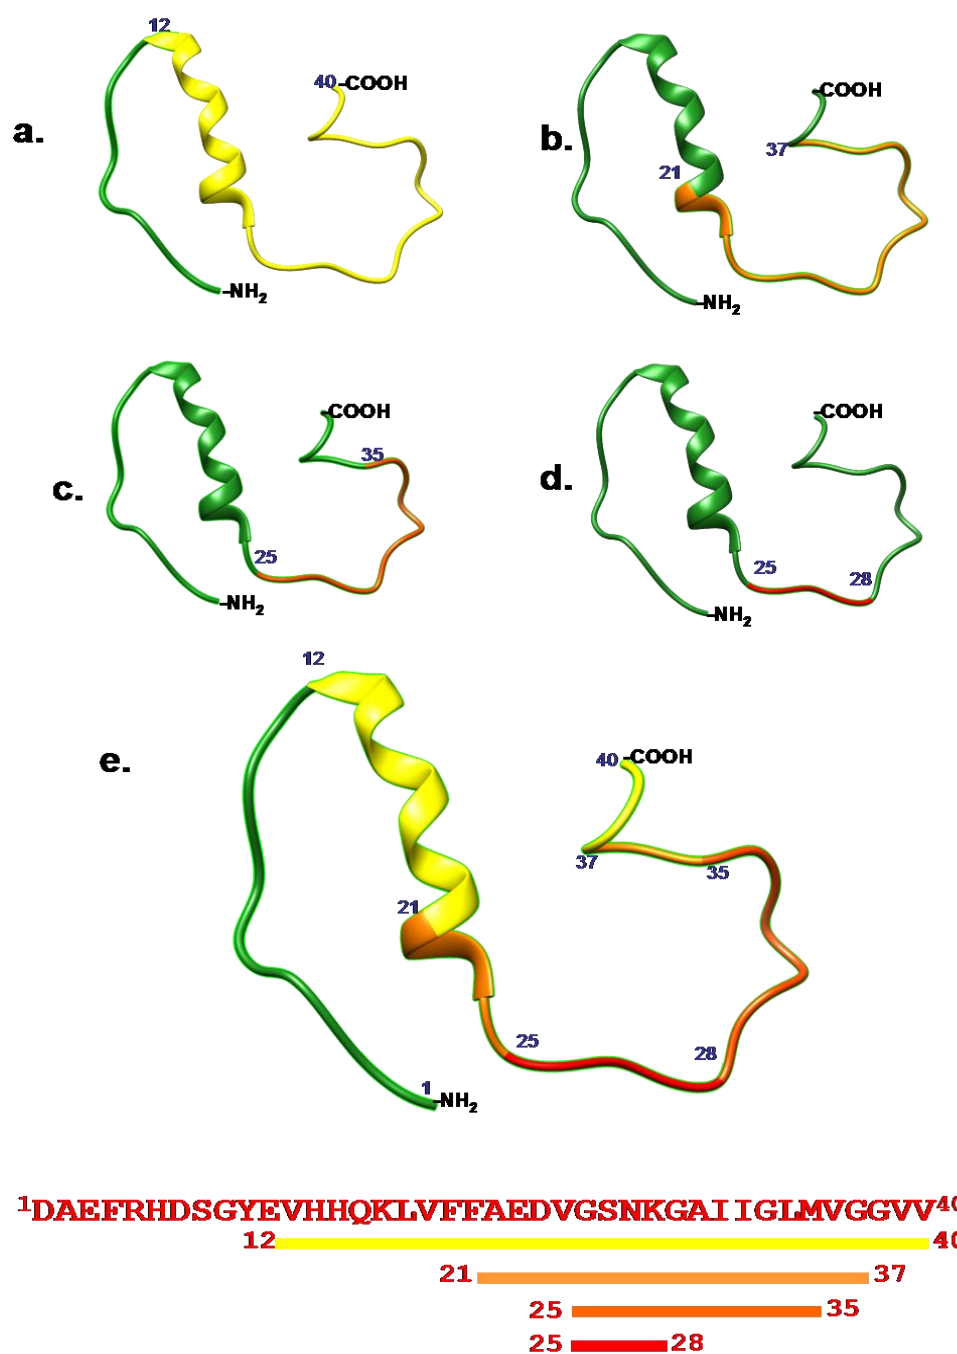 12
40 -COOH
a.
-NH2
-COOH
b.
37
21
-NH2
-COOH
35
c.
25
-NH2
-COOH
d.
25
28
-NH2
12
e.
40 -COOH
37
35
21
25
28
1
-NH2
1DAEFRHDSGYEVHHQKLVFFAEDVGSNKGAIIGLMVGGVV40
12 40
21 37
25 35
25 28